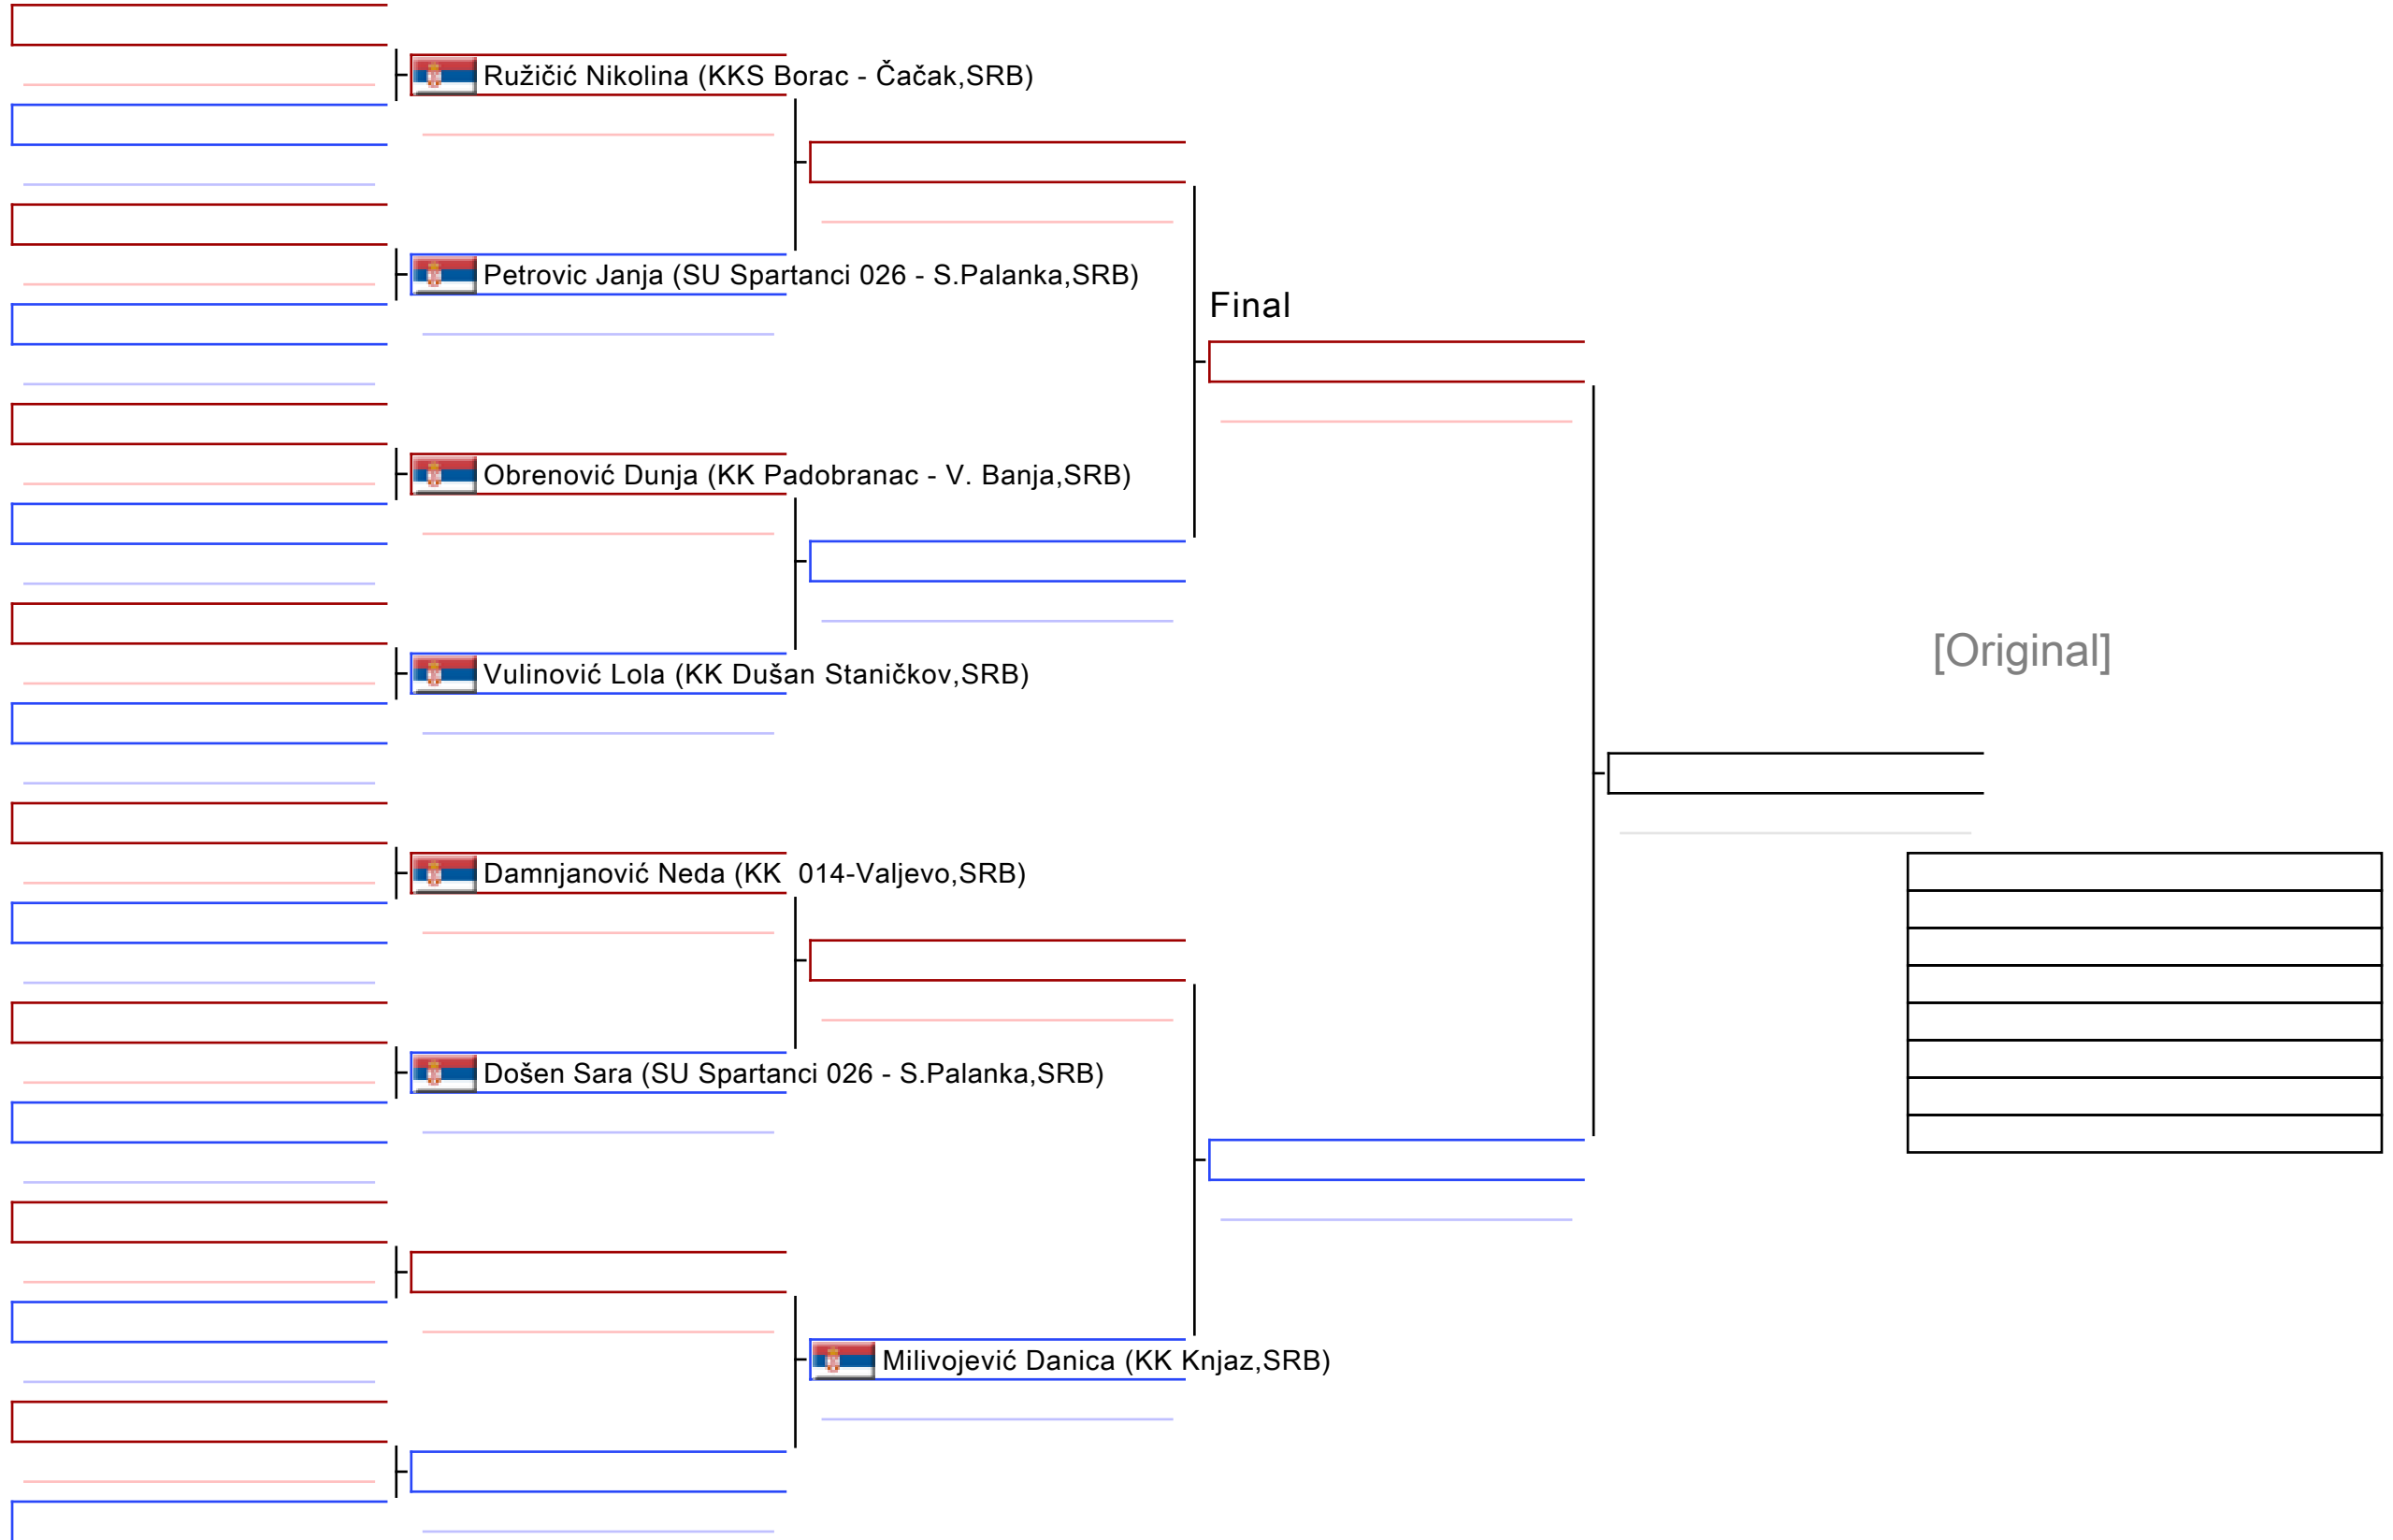 Ružičić Nikolina (KKS Borac - Čačak,SRB)
Petrovic Janja (SU Spartanci 026 - S.Palanka,SRB)
Final
Obrenović Dunja (KK Padobranac - V. Banja,SRB)
[Original]
Vulinović Lola (KK Dušan Staničkov,SRB)
Damnjanović Neda (KK  014-Valjevo,SRB)
Došen Sara (SU Spartanci 026 - S.Palanka,SRB)
Milivojević Danica (KK Knjaz,SRB)